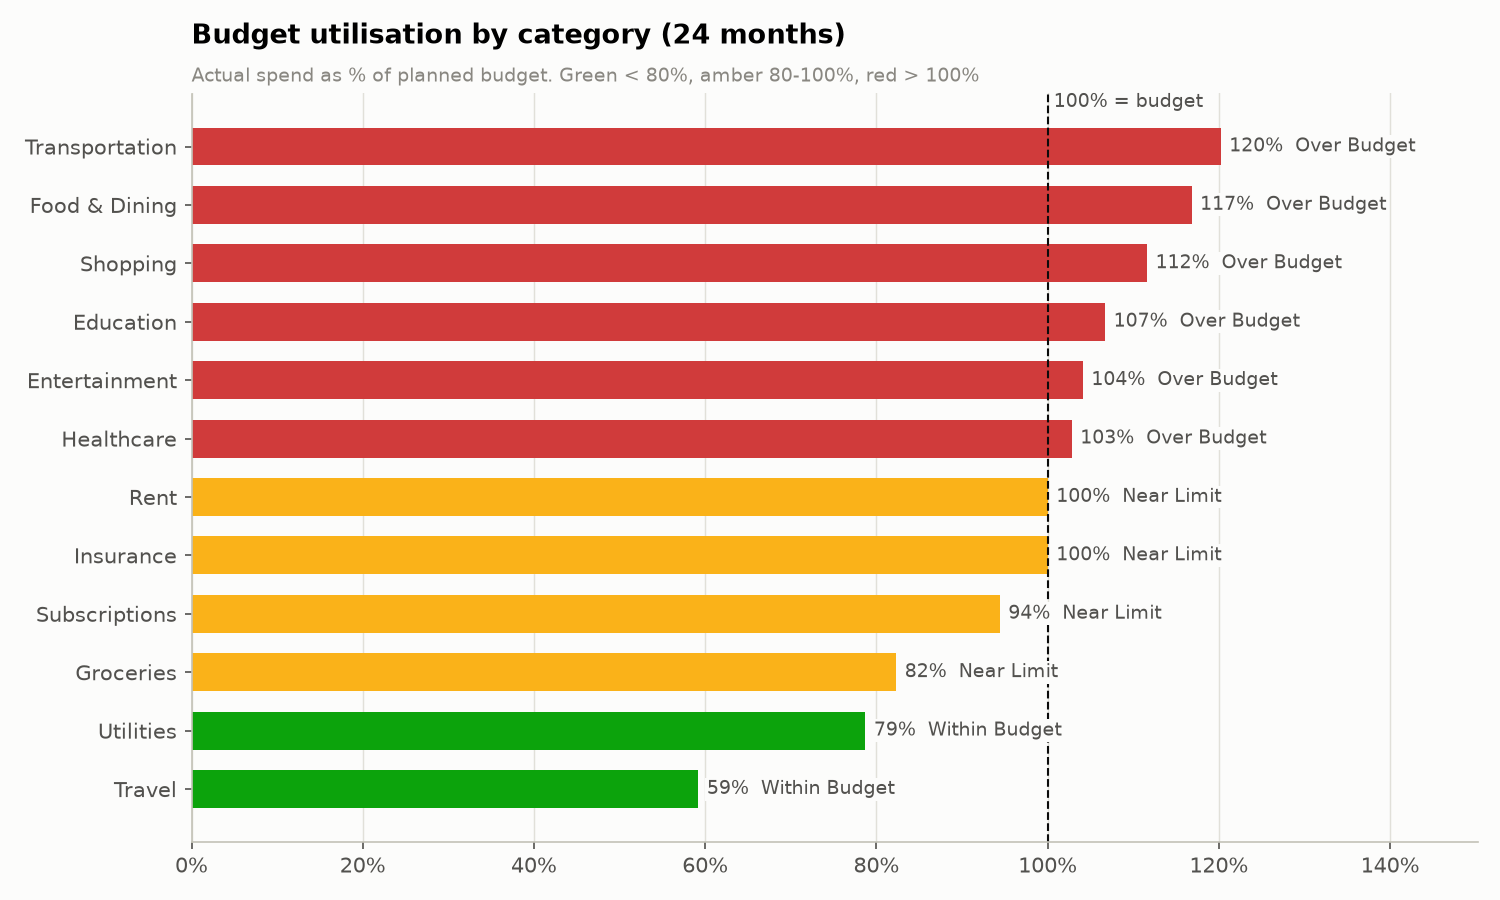 Budget utilisation by category (24 months)
Actual spend as % of planned budget. Green < 80%, amber 80-100%, red > 100%
100% = budget
Transportation 120% Over Budget
Food & Dining 117% Over Budget
Shopping 112% Over Budget
Education 107% Over Budget
Entertainment 104% Over Budget
Healthcare 103% Over Budget
Rent 100% Near Limit
Insurance 100% Near Limit
Subscriptions 94% Near Limit
Groceries 82% Near Limit
Utilities 79% Within Budget
Travel 59% Within Budget
0% 20% 40% 60% 80% 100% 120% 140%